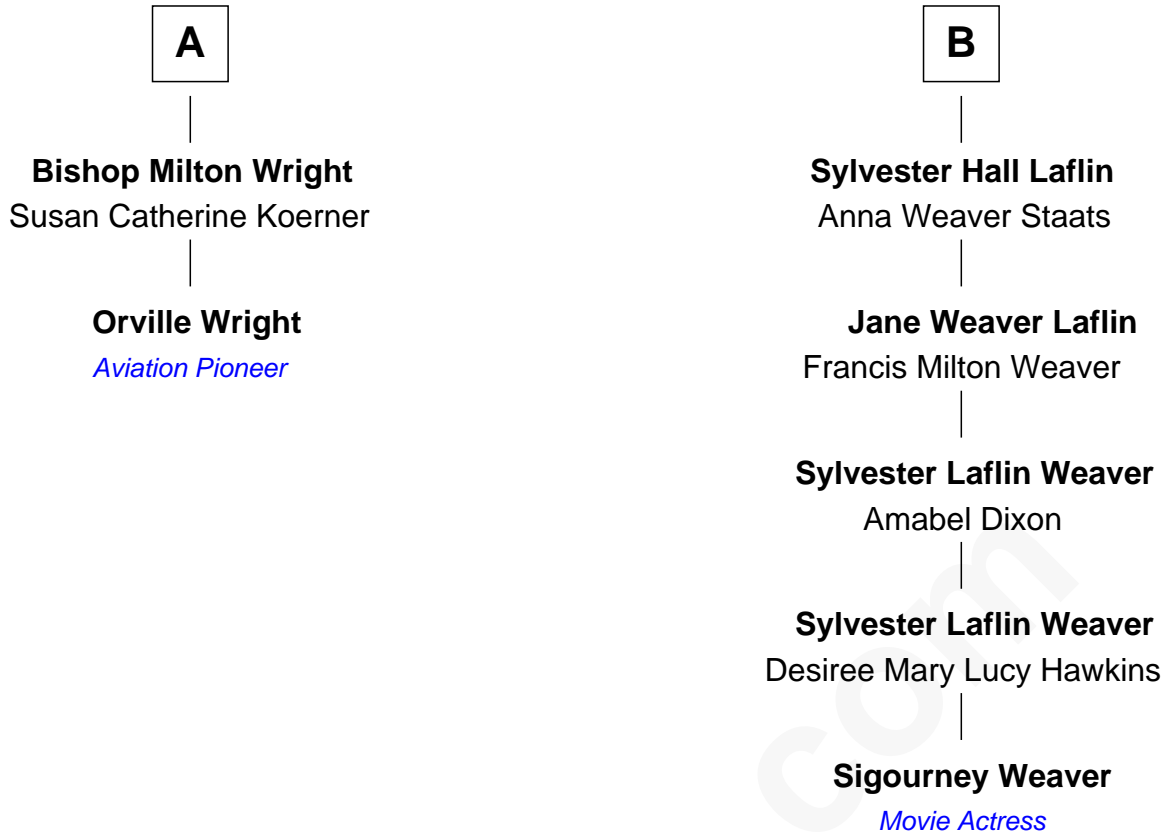 A
Bishop Milton Wright
Susan Catherine Koerner
Orville Wright
Aviation Pioneer
B
Sylvester Hall Laflin
Anna Weaver Staats
Jane Weaver Laflin
Francis Milton Weaver
Sylvester Laflin Weaver
Amabel Dixon
Sylvester Laflin Weaver
Desiree Mary Lucy Hawkins
Sigourney Weaver
Movie Actress
com